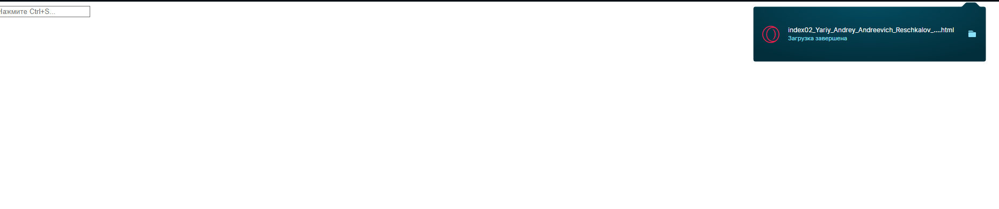 Нажмите Ctrl+S...
index02_Yariy_Andrey_Andreevich_Reschkalov_....html
Загрузка завершена